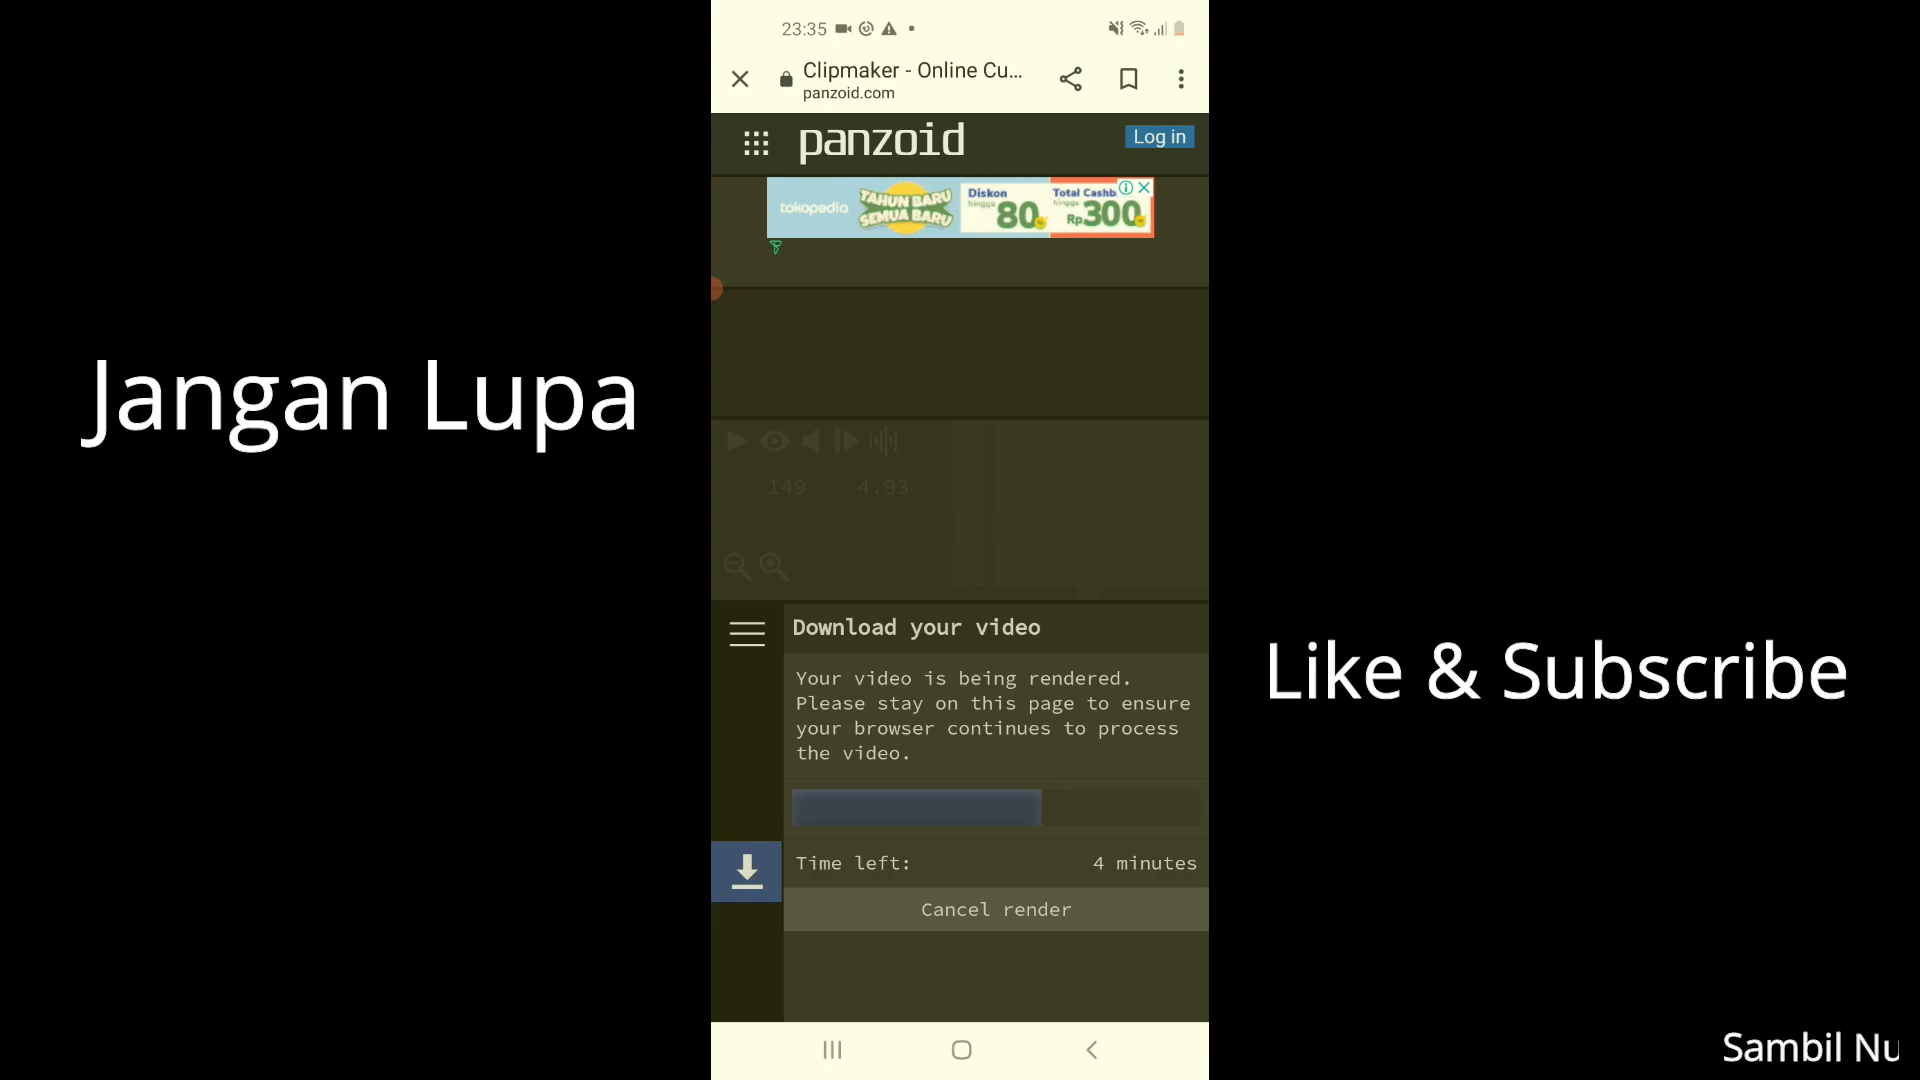 23:35
Clipmaker - Online Cu...
panzoid.com
panzoid
Log in
tokopedia
TAHUN BARU
SEMUA BARU
Diskon
hingga
80
Total Cashb
hingga
Rp300
Jangan Lupa
149 4.93
Download your video
Your video is being rendered.
Please stay on this page to ensure
your browser continues to process
the video.
Like & Subscribe
Time left: 4 minutes
Cancel render
Sambil Nu